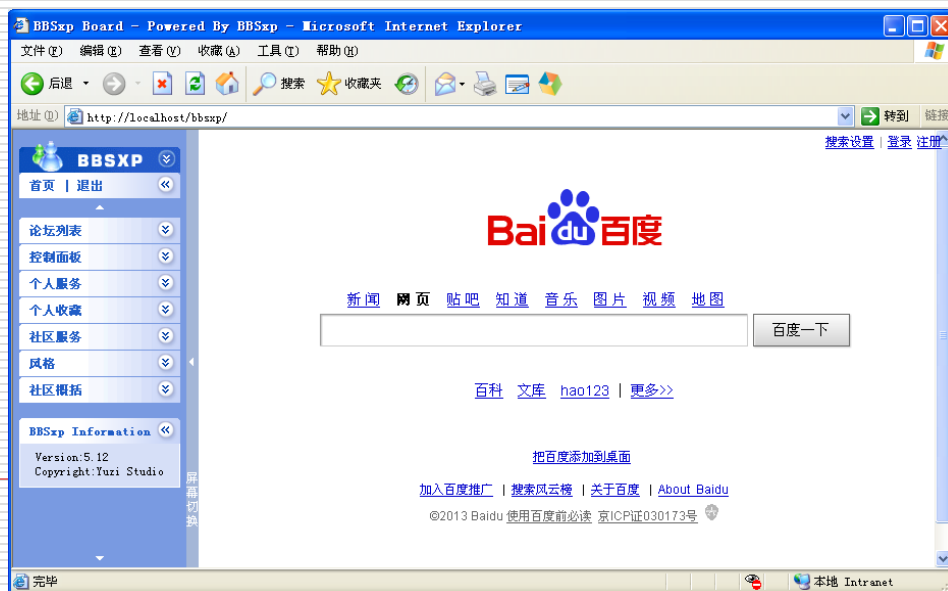 BBSxp Board - Powered By BBSxp - Microsoft Internet Explorer
文件(F) 编辑(E) 查看(V) 收藏(A) 工具(T) 帮助(H)
后退 搜索 收藏夹
地址(D) http://localhost/bbsxp/ 转到 链接
搜索设置 | 登录 注册
BBSXP
首页 | 退出
论坛列表
控制面板
个人服务
个人收藏
社区服务
风格
社区概括
BBSxp Information
Version:5.12
Copyright:Yuzi Studio
屏幕切换
Bai du 百度
新闻 网页 贴吧 知道 音乐 图片 视频 地图
百度一下
百科 文库 hao123 | 更多>>
把百度添加到桌面
加入百度推广 | 搜索风云榜 | 关于百度 | About Baidu
©2013 Baidu 使用百度前必读 京ICP证030173号
完毕 本地 Intranet